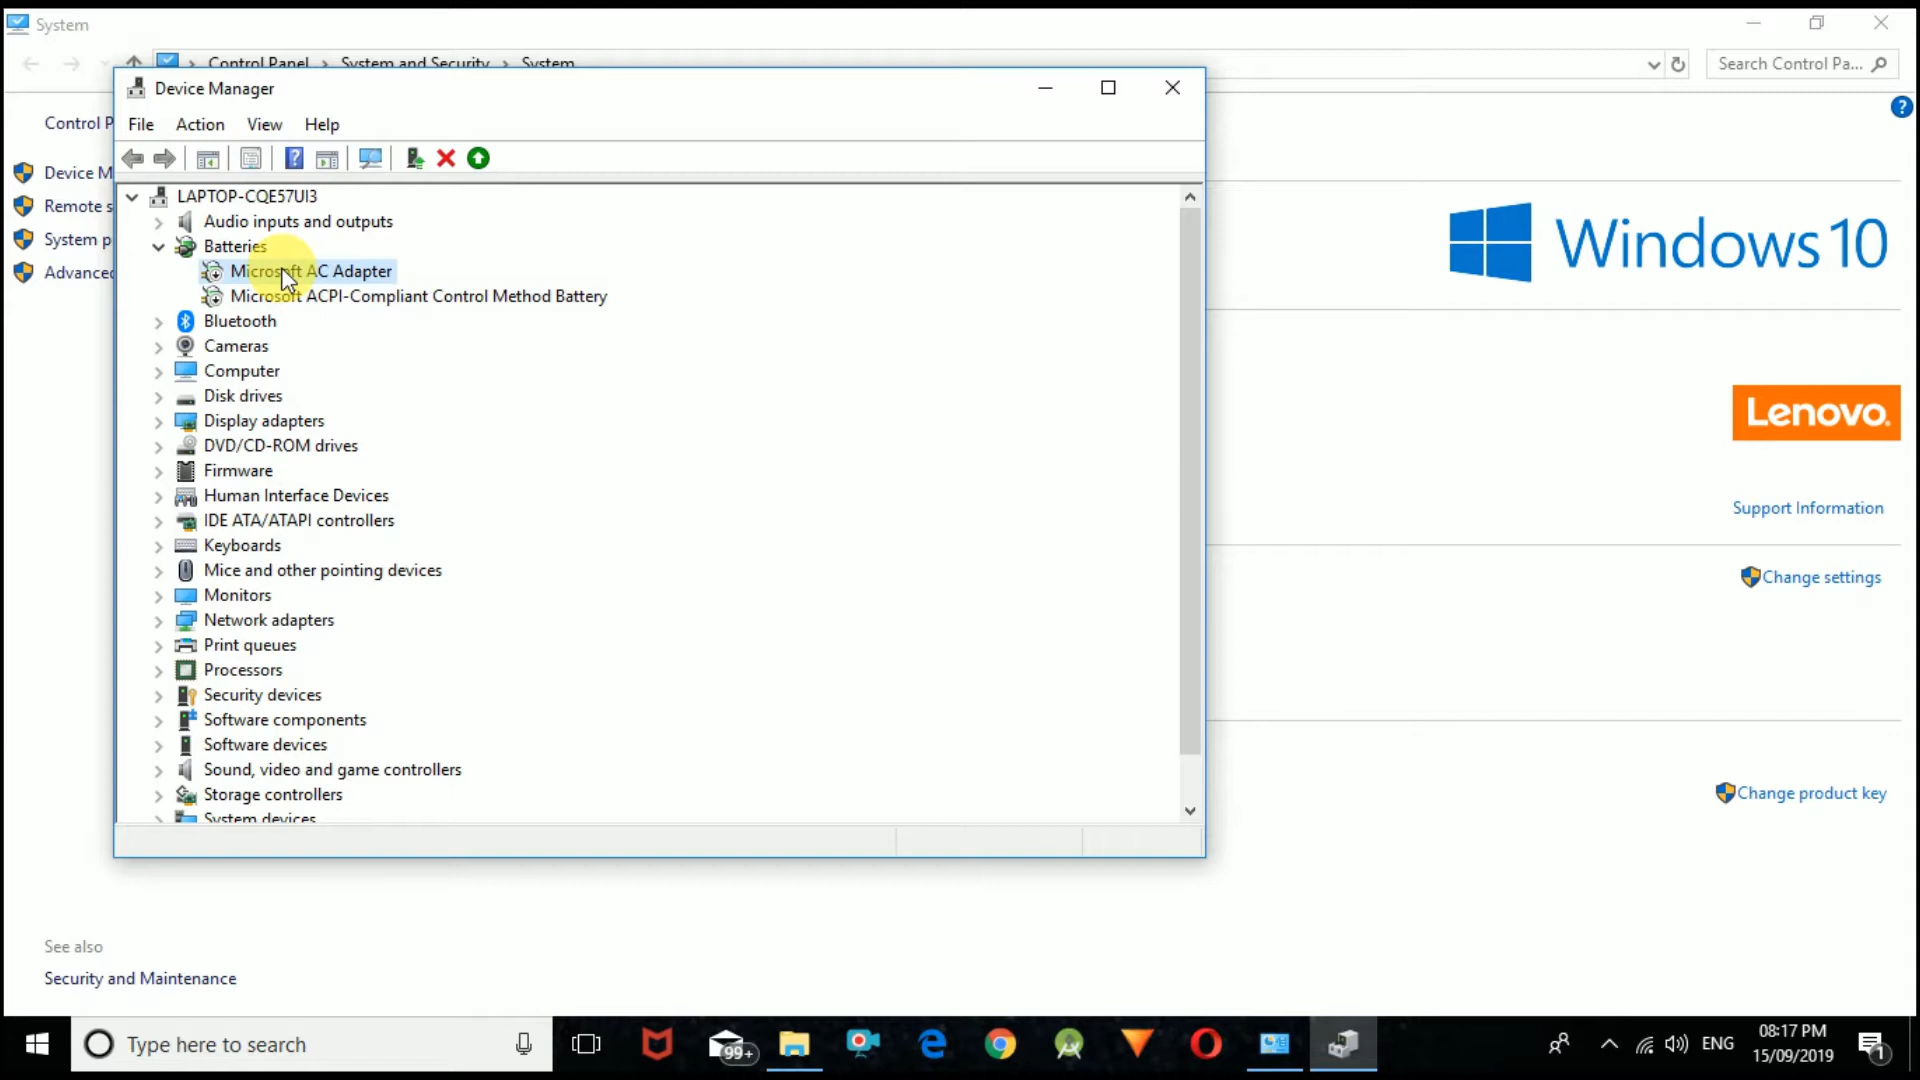 System
Control Panel > System and Security > System
Search Control Pa...
Device Manager
File Action View Help
Control P
Device M
Remote s
System p
Advanced
LAPTOP-CQE57UI3
Audio inputs and outputs
Batteries
Microsoft AC Adapter
Microsoft ACPI-Compliant Control Method Battery
Bluetooth
Cameras
Computer
Disk drives
Display adapters
DVD/CD-ROM drives
Firmware
Human Interface Devices
IDE ATA/ATAPI controllers
Keyboards
Mice and other pointing devices
Monitors
Network adapters
Print queues
Processors
Security devices
Software components
Software devices
Sound, video and game controllers
Storage controllers
System devices
Windows 10
Lenovo
Support Information
Change settings
Change product key
See also
Security and Maintenance
Type here to search
99+
ENG
08:17 PM
15/09/2019
1